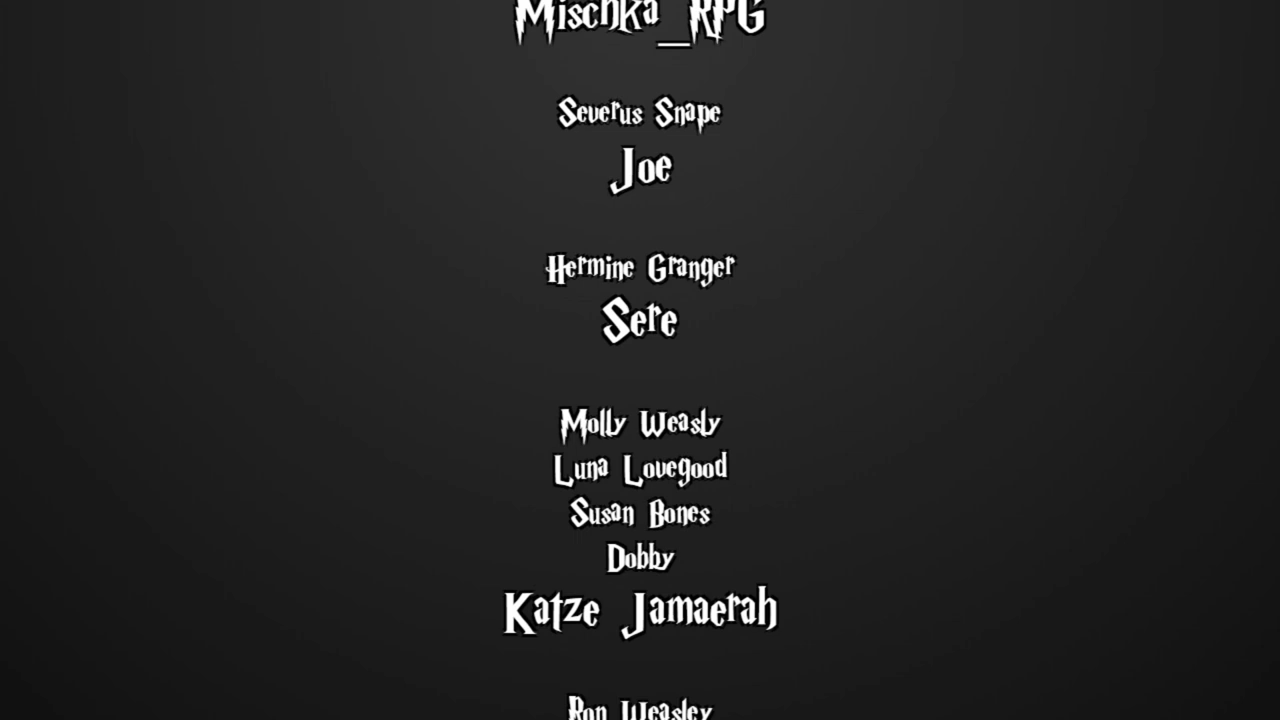 Mischka_RPG
Severus Snape
Joe
Hermine Granger
Sere
Molly Weasly
Luna Lovegood
Susan Bones
Dobby
Katze Jamaerah
Ron Weasley